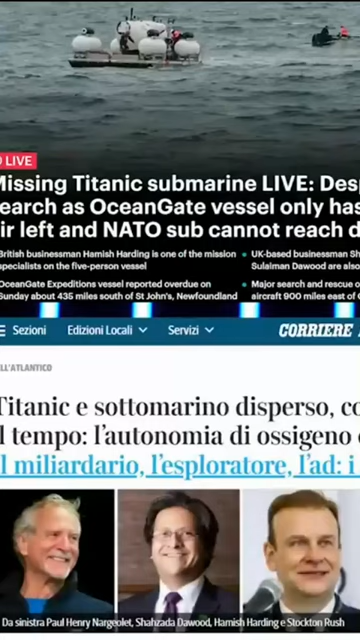 LIVE
Missing Titanic submarine LIVE: Des
earch as OceanGate vessel only has
ir left and NATO sub cannot reach d
British businessman Hamish Harding is one of the mission
specialists on the five-person vessel
OceanGate Expeditions vessel reported overdue on
Sunday about 435 miles south of St John's, Newfoundland
UK-based businessman Sh
Sulaiman Dawood are also
Major search and rescue o
aircraft 900 miles east of C
Sezioni Edizioni Locali Servizi CORRIERE
LL'ATLANTICO
Titanic e sottomarino disperso, co
l tempo: l'autonomia di ossigeno
l miliardario, l'esploratore, l'ad: i
Da sinistra Paul Henry Nargeolet, Shahzada Dawood, Hamish Harding e Stockton Rush